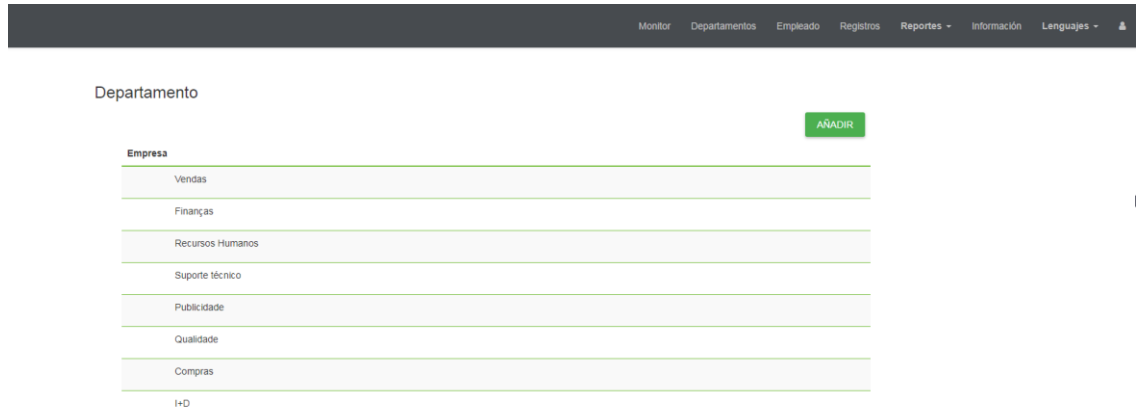 Monitor Departamentos Empleado Registros Reportes Información Lenguajes
Departamento
AÑADIR
Empresa
Vendas
Finanças
Recursos Humanos
Suporte técnico
Publicidade
Qualidade
Compras
I+D